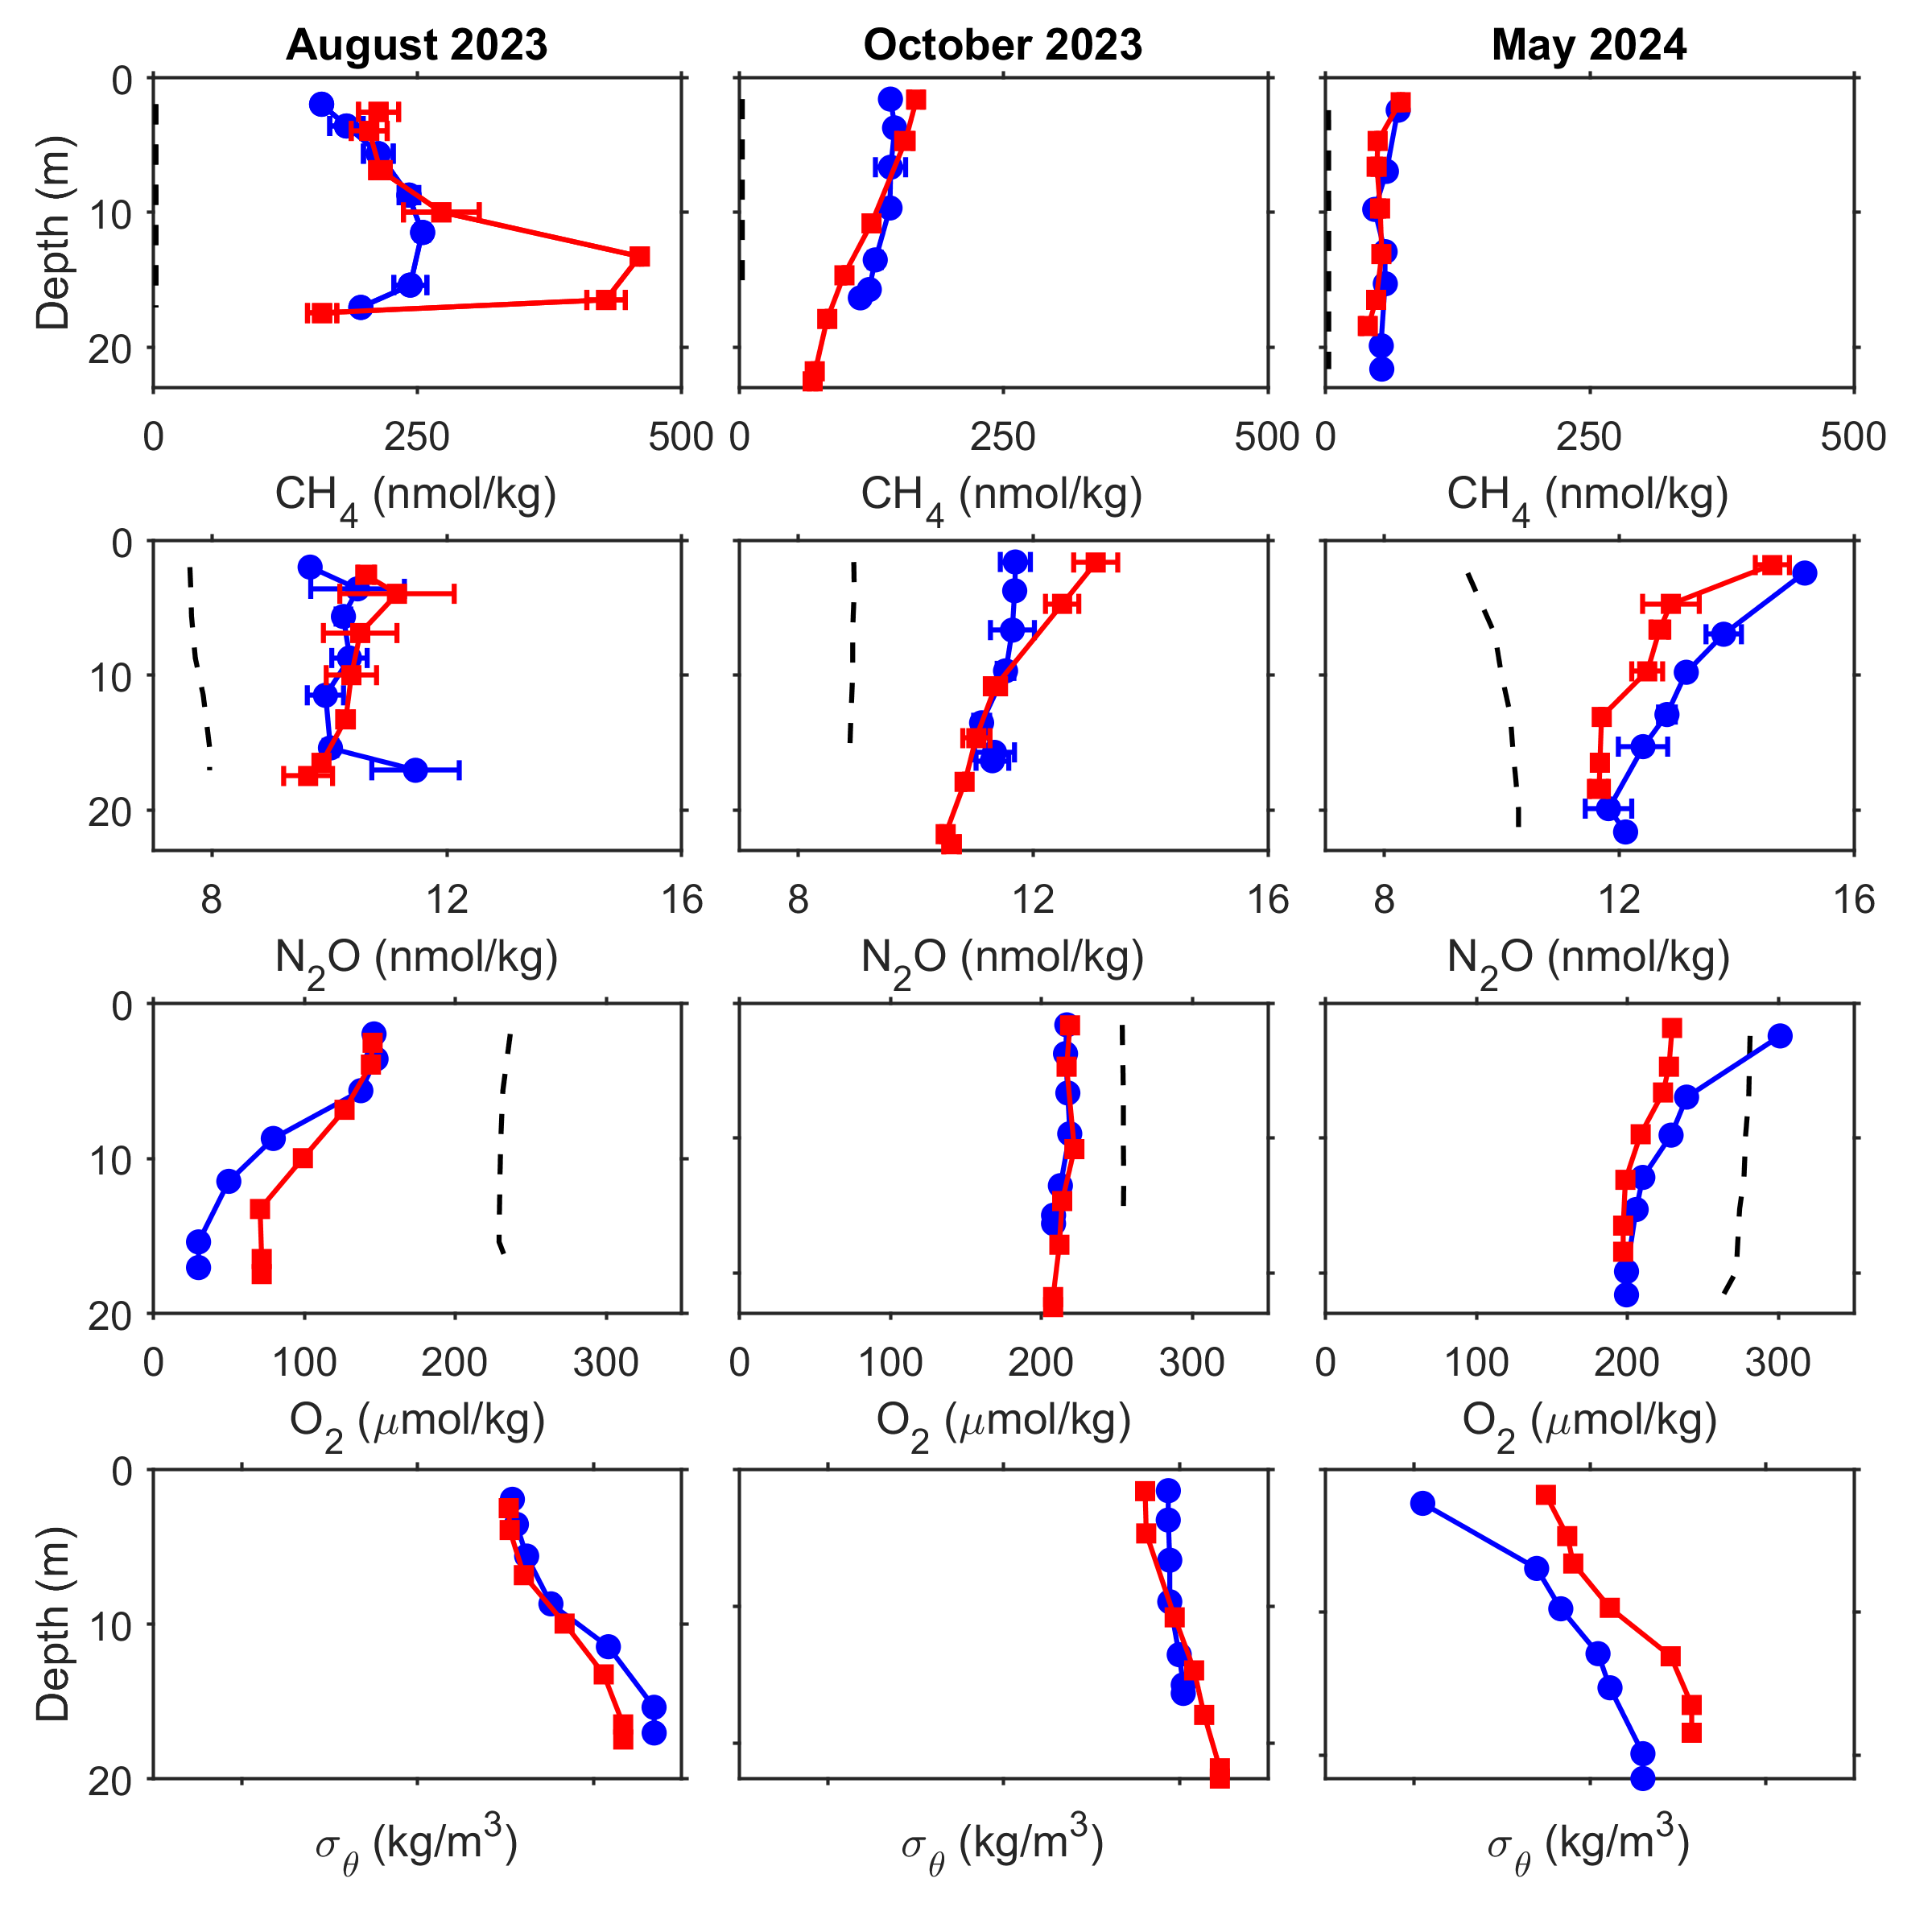 August 2023 October 2023 May 2024
0
10
20
Depth (m)
0 250 500 0 250 500 0 250 500
CH4 (nmol/kg) CH4 (nmol/kg) CH4 (nmol/kg)
0
10
20
8 12 16 8 12 16 8 12 16
N2O (nmol/kg) N2O (nmol/kg) N2O (nmol/kg)
0
10
20
0 100 200 300 0 100 200 300 0 100 200 300
O2 (μmol/kg) O2 (μmol/kg) O2 (μmol/kg)
0
10
20
Depth (m)
σθ (kg/m3) σθ (kg/m3) σθ (kg/m3)